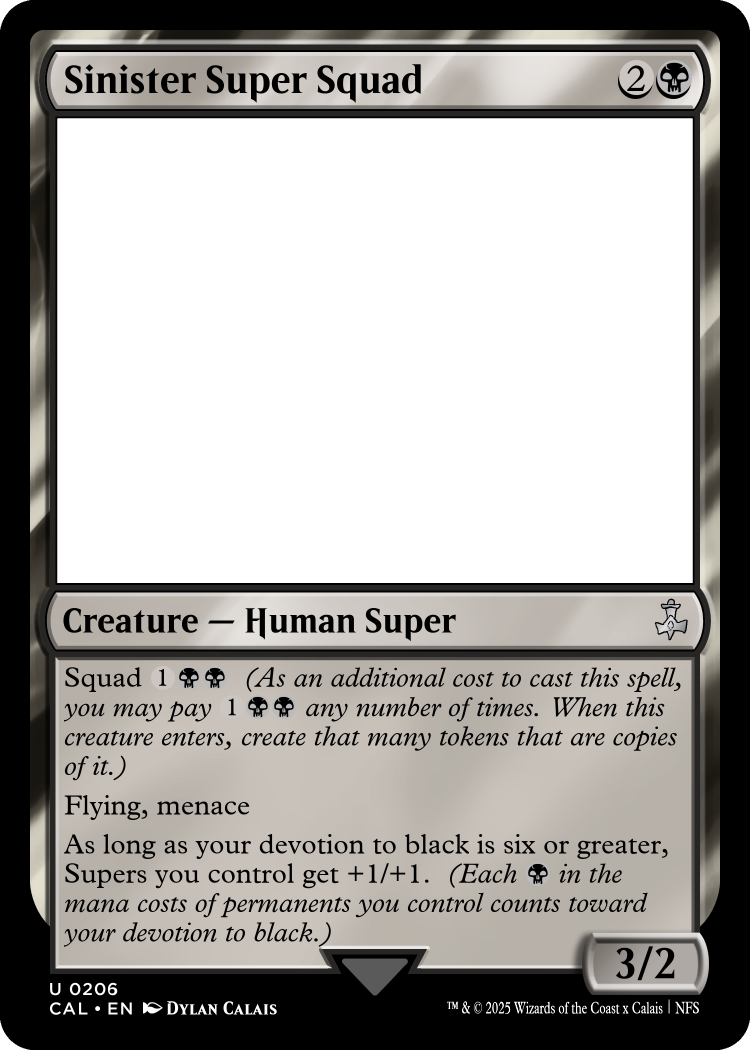 Sinister Super Squad 2
Creature — Human Super
Squad 1 (As an additional cost to cast this spell,
you may pay 1 any number of times. When this
creature enters, create that many tokens that are copies
of it.)
Flying, menace
As long as your devotion to black is six or greater,
Supers you control get +1/+1. (Each in the
mana costs of permanents you control counts toward
your devotion to black.)
3/2
U 0206
CAL • EN DYLAN CALAIS
™ & © 2025 Wizards of the Coast x Calais | NFS